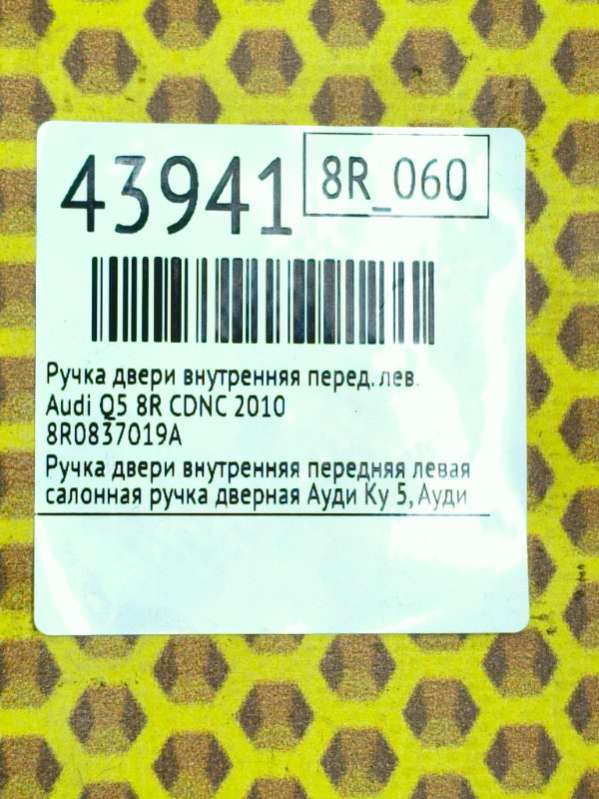 43941
8R_060
Ручка двери внутренняя перед. лев.
Audi Q5 8R CDNC 2010
8R0837019A
Ручка двери внутренняя передняя левая
салонная ручка дверная Ауди Ку 5, Ауди